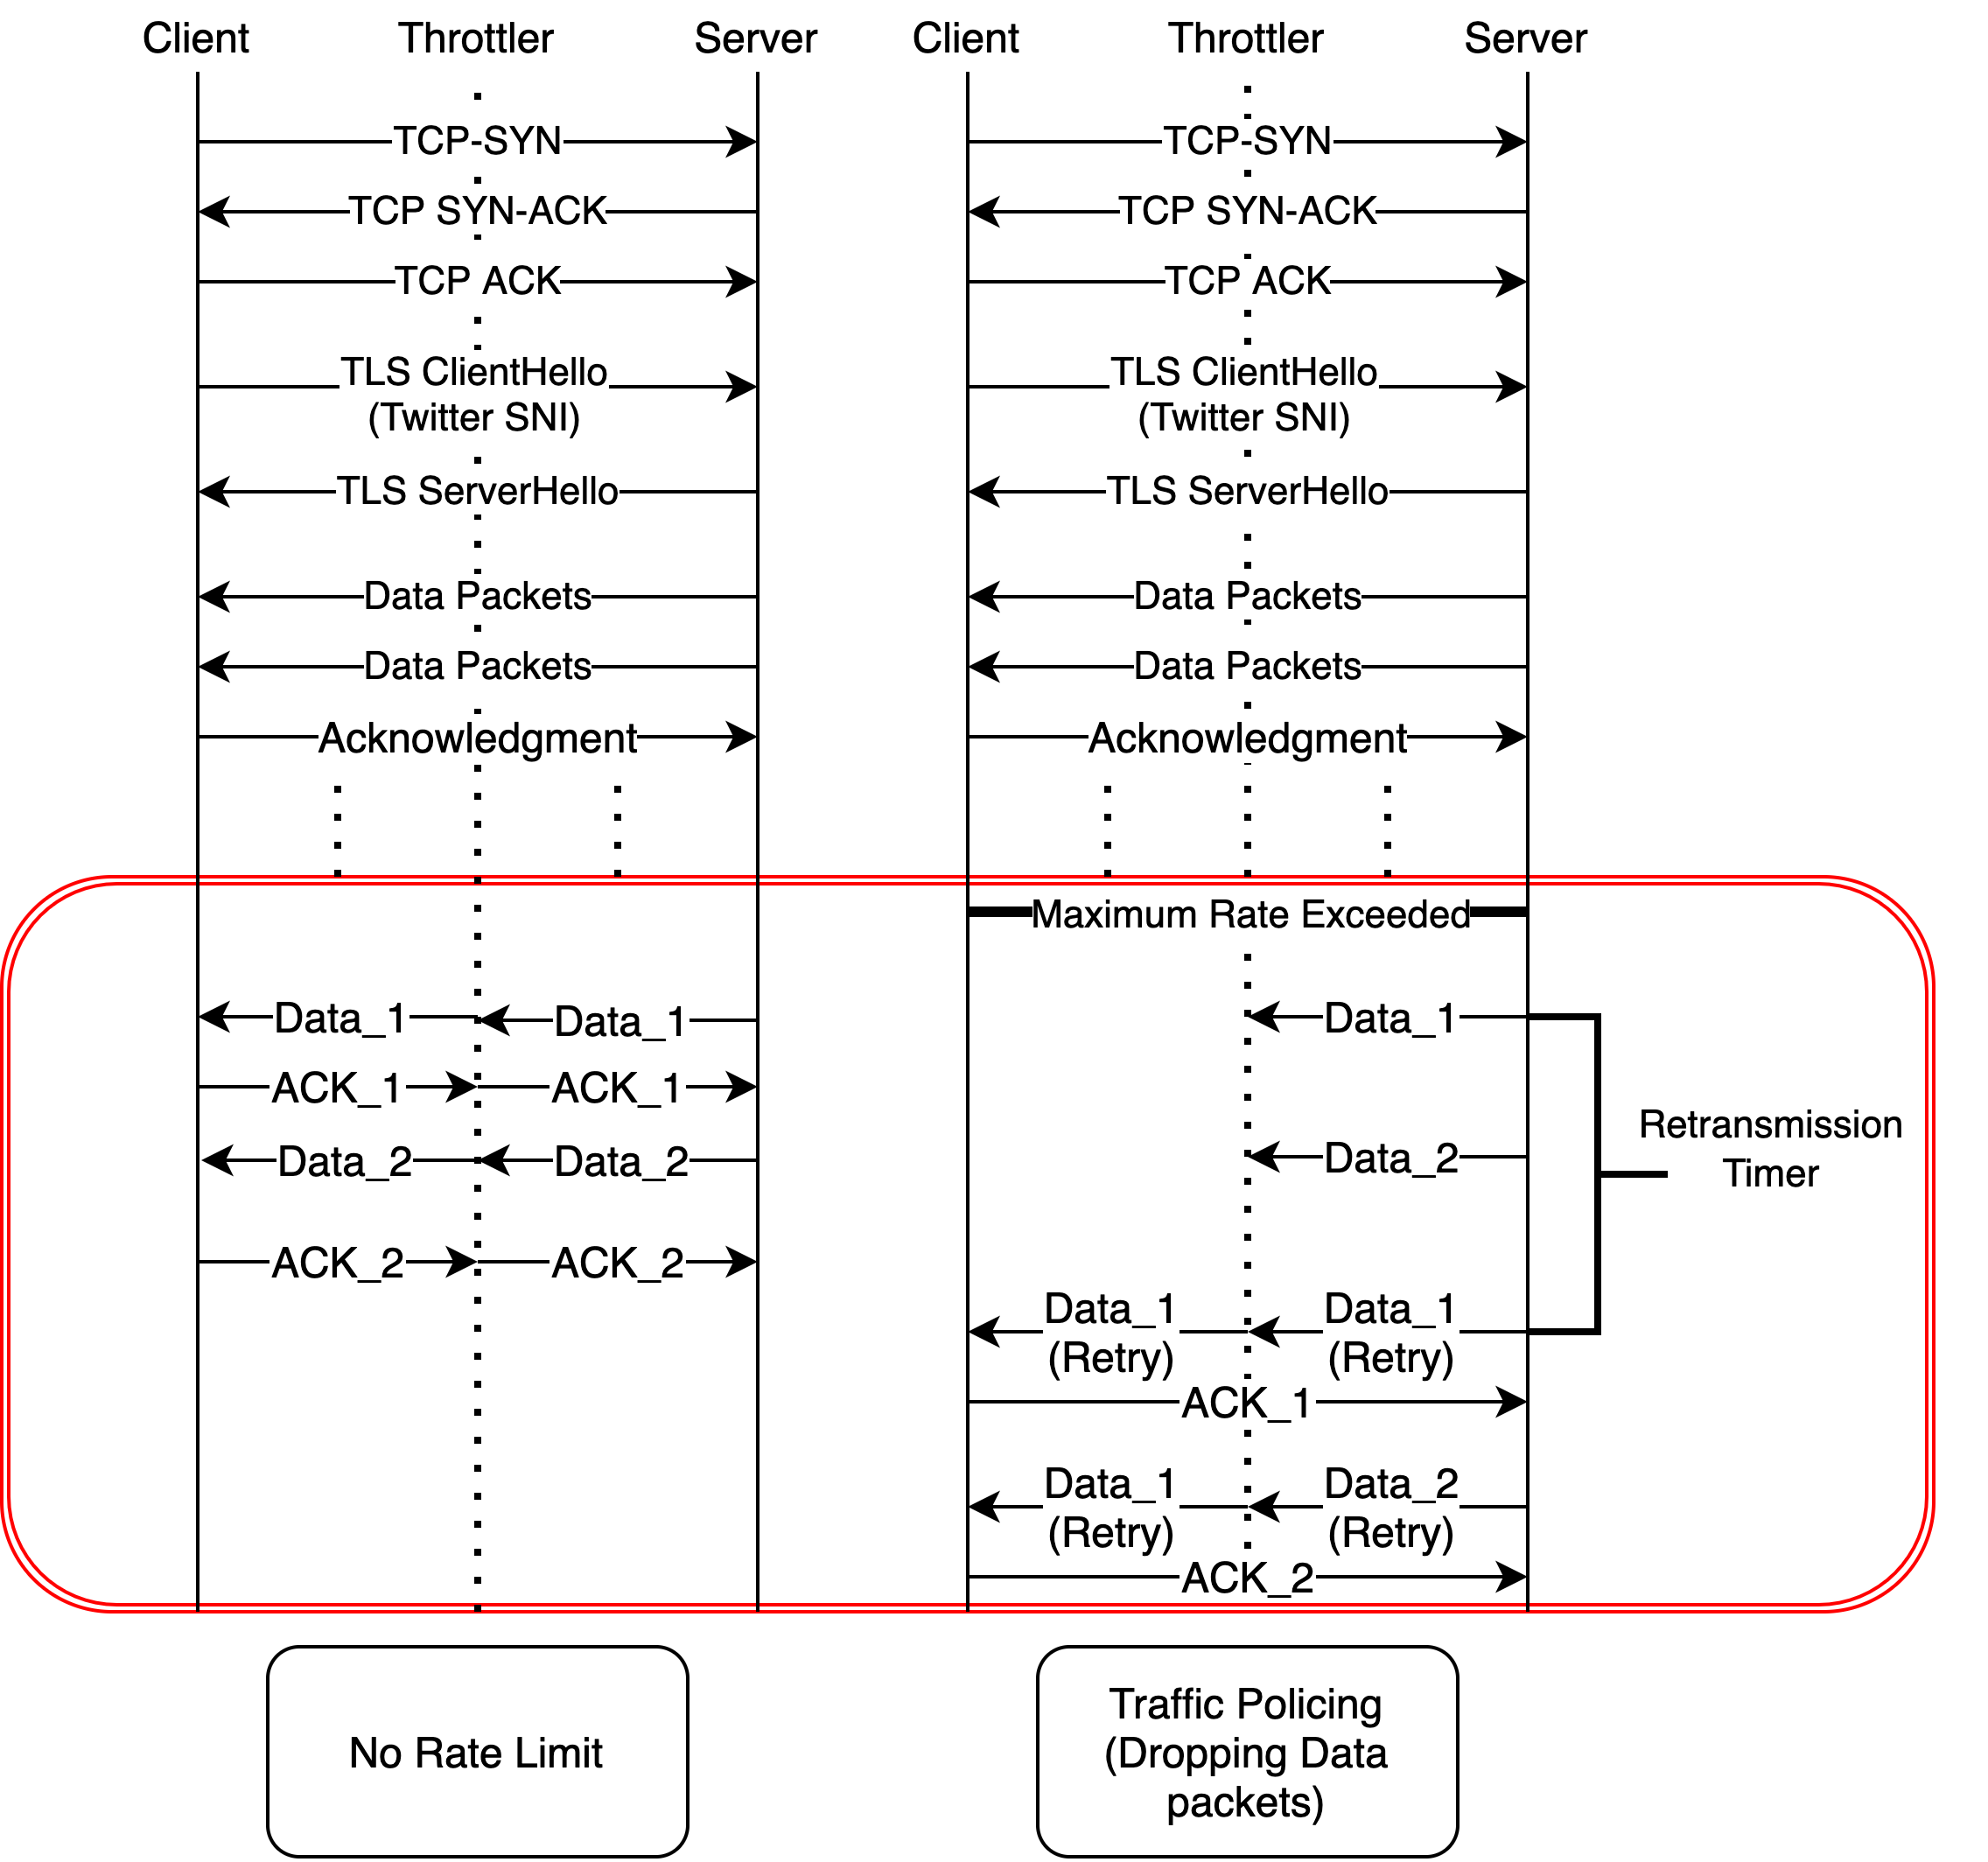 Client Throttler Server Client Throttler Server
TCP-SYN TCP-SYN
TCP SYN-ACK TCP SYN-ACK
TCP ACK TCP ACK
TLS ClientHello TLS ClientHello
(Twitter SNI) (Twitter SNI)
TLS ServerHello TLS ServerHello
Data Packets Data Packets
Data Packets Data Packets
Acknowledgment Acknowledgment
Maximum Rate Exceeded
Data_1 Data_1 Data_1
ACK_1 ACK_1
Retransmission
Timer
Data_2 Data_2 Data_2
ACK_2 ACK_2
Data_1 Data_1
(Retry) (Retry)
ACK_1
Data_1 Data_2
(Retry) (Retry)
ACK_2
No Rate Limit
Traffic Policing
(Dropping Data
packets)